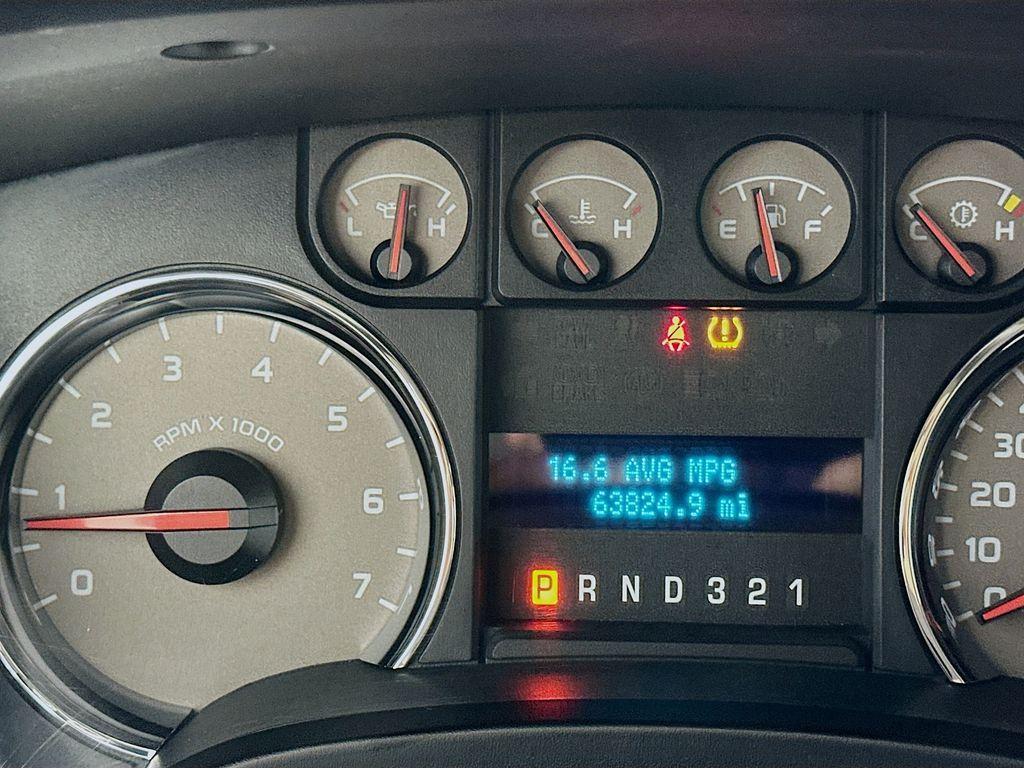 L H
C H
E F
C H
0 1 2 3 4 5 6 7
RPM X 1000
16.6 AVG MPG
63824.9 mi
P R N D 3 2 1
30
20
10
0